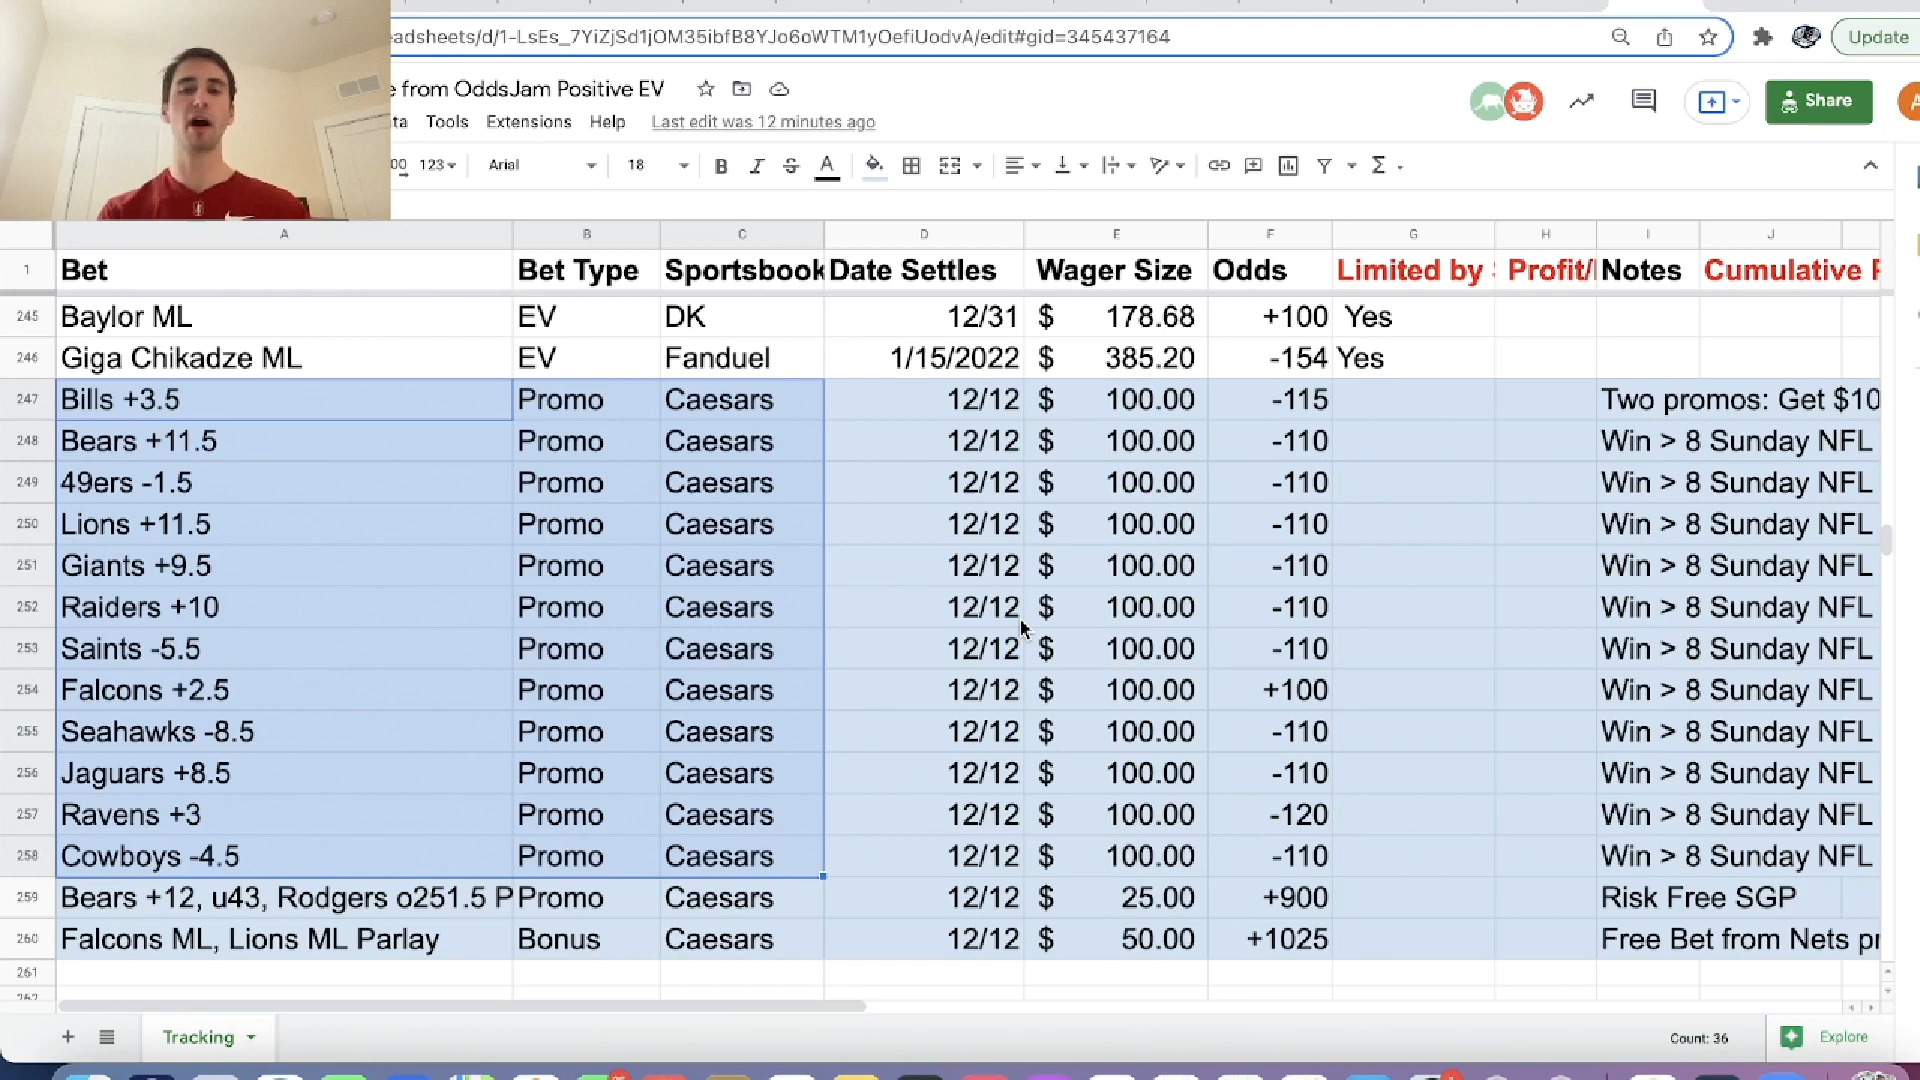 adsheets/d/1-LsEs_7YiZjSd1jOM35ibfB8YJo6oWTM1yOefiUodvA/edit#gid=345437164
Update
e from OddsJam Positive EV
ta Tools Extensions Help Last edit was 12 minutes ago
Share
00 123 Arial 18 B I S A
A B C D E F G H I J
1 Bet Bet Type Sportsbook Date Settles Wager Size Odds Limited by Profit/ Notes Cumulative
245 Baylor ML EV DK 12/31 $ 178.68 +100 Yes
246 Giga Chikadze ML EV Fanduel 1/15/2022 $ 385.20 -154 Yes
247 Bills +3.5 Promo Caesars 12/12 $ 100.00 -115 Two promos: Get $10
248 Bears +11.5 Promo Caesars 12/12 $ 100.00 -110 Win > 8 Sunday NFL
249 49ers -1.5 Promo Caesars 12/12 $ 100.00 -110 Win > 8 Sunday NFL
250 Lions +11.5 Promo Caesars 12/12 $ 100.00 -110 Win > 8 Sunday NFL
251 Giants +9.5 Promo Caesars 12/12 $ 100.00 -110 Win > 8 Sunday NFL
252 Raiders +10 Promo Caesars 12/12 $ 100.00 -110 Win > 8 Sunday NFL
253 Saints -5.5 Promo Caesars 12/12 $ 100.00 -110 Win > 8 Sunday NFL
254 Falcons +2.5 Promo Caesars 12/12 $ 100.00 +100 Win > 8 Sunday NFL
255 Seahawks -8.5 Promo Caesars 12/12 $ 100.00 -110 Win > 8 Sunday NFL
256 Jaguars +8.5 Promo Caesars 12/12 $ 100.00 -110 Win > 8 Sunday NFL
257 Ravens +3 Promo Caesars 12/12 $ 100.00 -120 Win > 8 Sunday NFL
258 Cowboys -4.5 Promo Caesars 12/12 $ 100.00 -110 Win > 8 Sunday NFL
259 Bears +12, u43, Rodgers o251.5 P Promo Caesars 12/12 $ 25.00 +900 Risk Free SGP
260 Falcons ML, Lions ML Parlay Bonus Caesars 12/12 $ 50.00 +1025 Free Bet from Nets pr
261
262
Tracking Count: 36 Explore